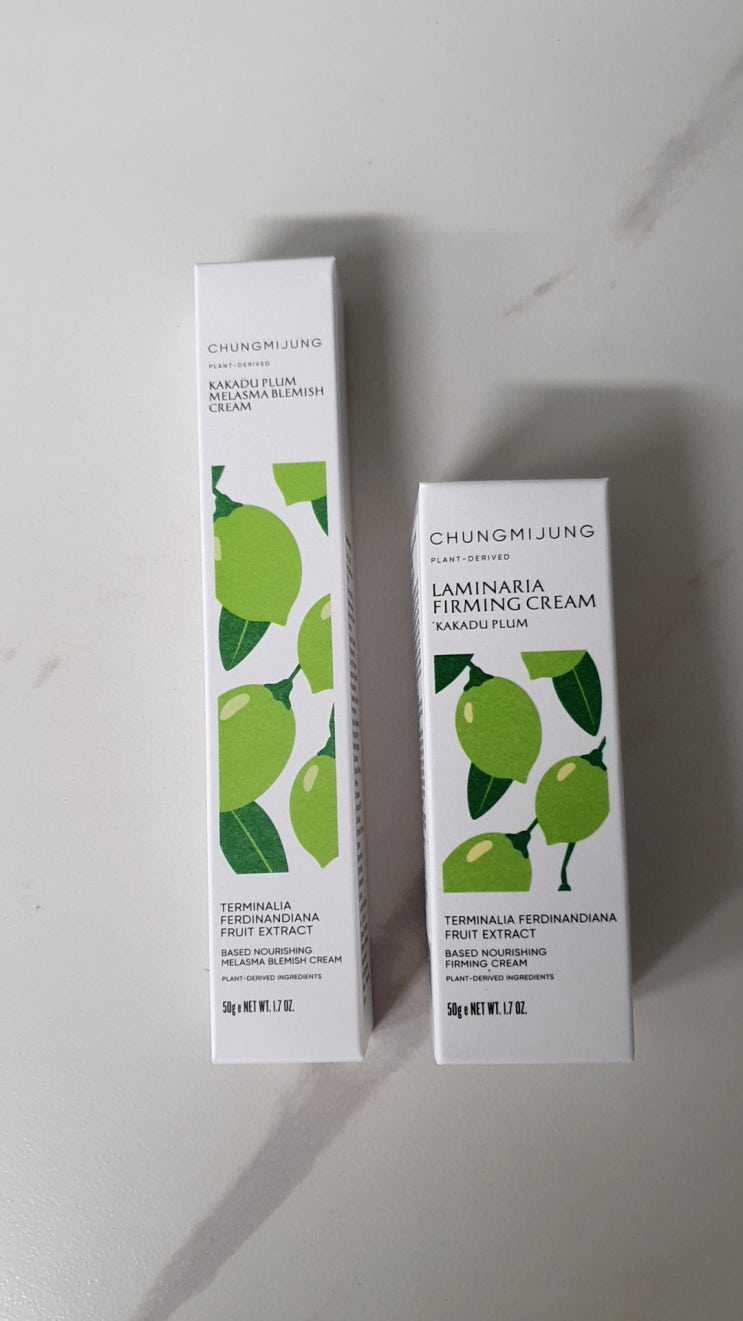 CHUNGMIJUNG
PLANT-DERIVED
KAKADU PLUM
MELASMA BLEMISH
CREAM
TERMINALIA
FERDINANDIANA
FRUIT EXTRACT
BASED NOURISHING
MELASMA BLEMISH CREAM
PLANT-DERIVED INGREDIENTS
50g e NET WT. 1.7 OZ.
CHUNGMIJUNG
PLANT-DERIVED
LAMINARIA
FIRMING CREAM
*KAKADU PLUM
TERMINALIA FERDINANDIANA
FRUIT EXTRACT
BASED NOURISHING
FIRMING CREAM
PLANT-DERIVED INGREDIENTS
50g e NET WT. 1.7 OZ.